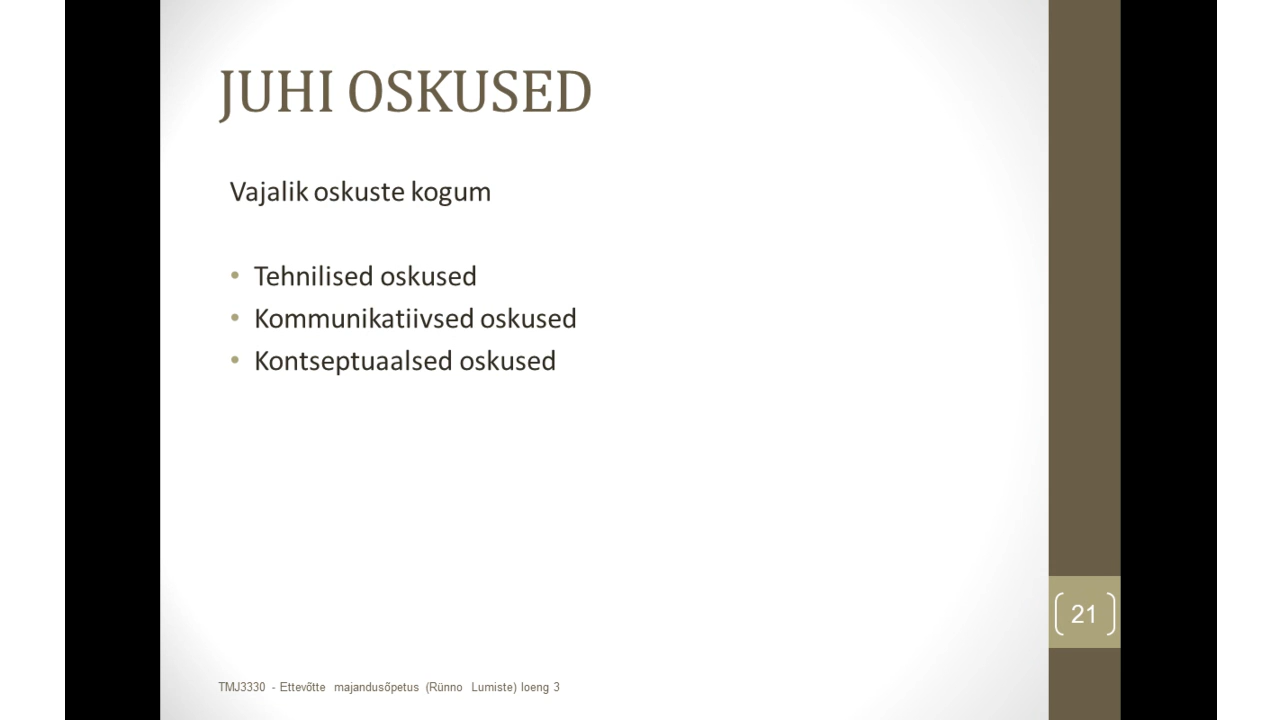 JUHI OSKUSED
Vajalik oskuste kogum
• Tehnilised oskused
• Kommunikatiivsed oskused
• Kontseptuaalsed oskused
21
TMJ3330 - Ettevõtte majandusõpetus (Rünno Lumiste) loeng 3